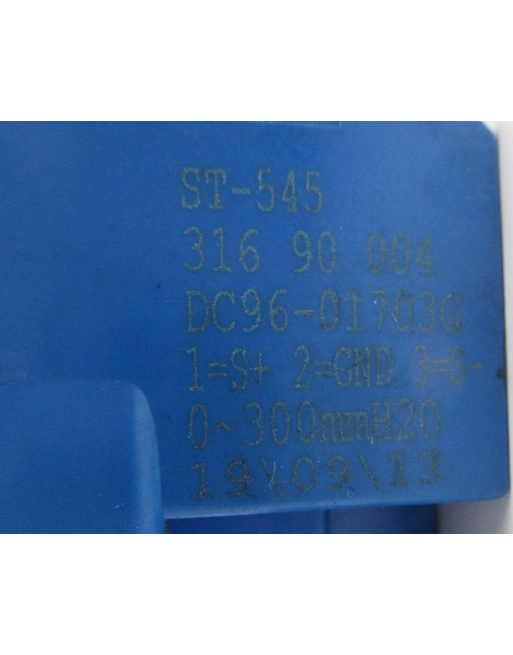 ST-545
316 90 004
DC96-01703G
1=S+ 2=GND 3=S-
0~300mmH2O
19\09\13